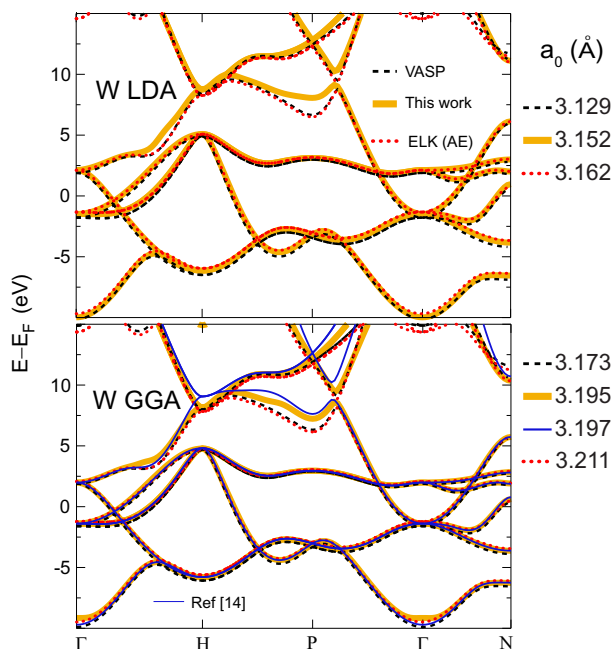 W LDA
VASP
This work
ELK (AE)
10
5
0
-5
a0 (Å)
3.129
3.152
3.162
E−EF (eV)
W GGA
10
5
0
-5
Ref [14]
Γ
H
P
Γ
N
3.173
3.195
3.197
3.211